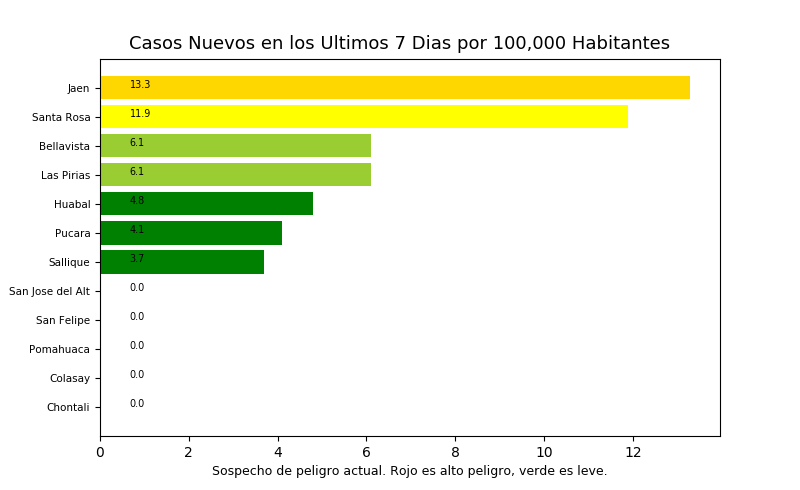 Casos Nuevos en los Ultimos 7 Dias por 100,000 Habitantes
Jaen 13.3
Santa Rosa 11.9
Bellavista 6.1
Las Pirias 6.1
Huabal 4.8
Pucara 4.1
Sallique 3.7
San Jose del Alt 0.0
San Felipe 0.0
Pomahuaca 0.0
Colasay 0.0
Chontali 0.0
0 2 4 6 8 10 12
Sospecho de peligro actual. Rojo es alto peligro, verde es leve.